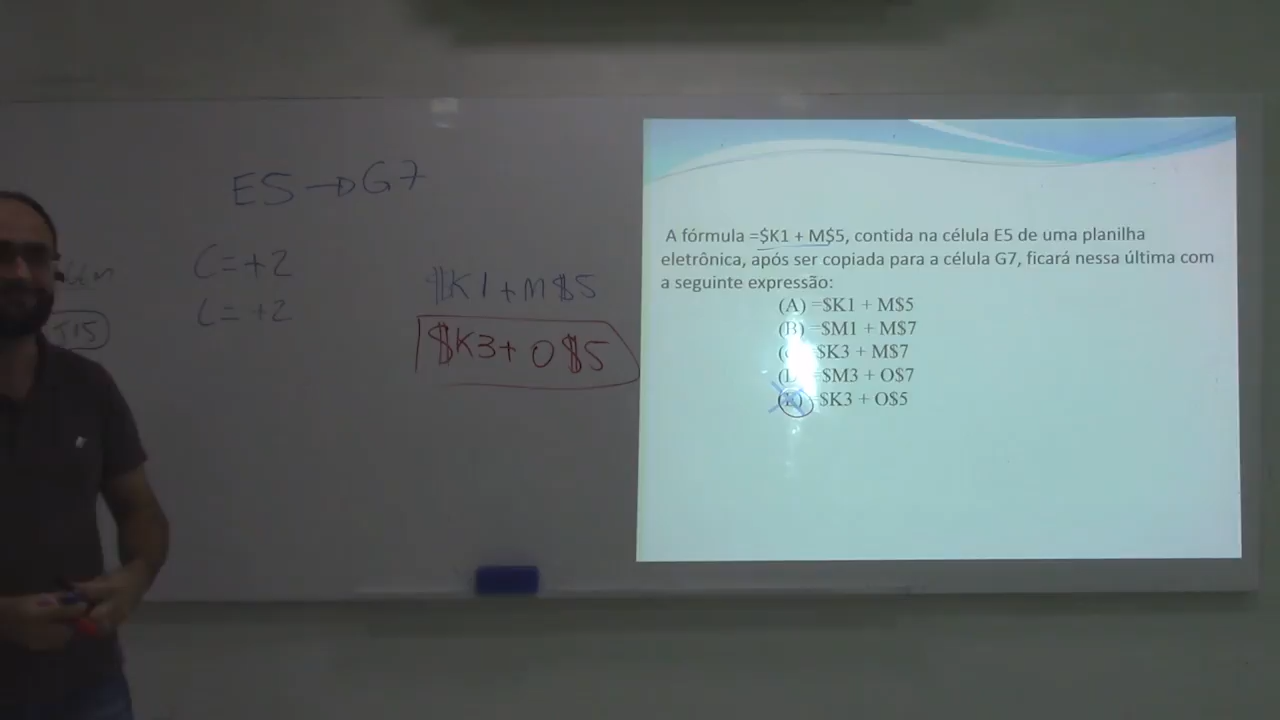 E5 → G7
C=+2
L=+2
$K1+M$5
$K3+O$5
A fórmula =$K1 + M$5, contida na célula E5 de uma planilha
eletrônica, após ser copiada para a célula G7, ficará nessa última com
a seguinte expressão:
(A) =$K1 + M$5
(B) =$M1 + M$7
=$K3 + M$7
=$M3 + O$7
(E) =$K3 + O$5